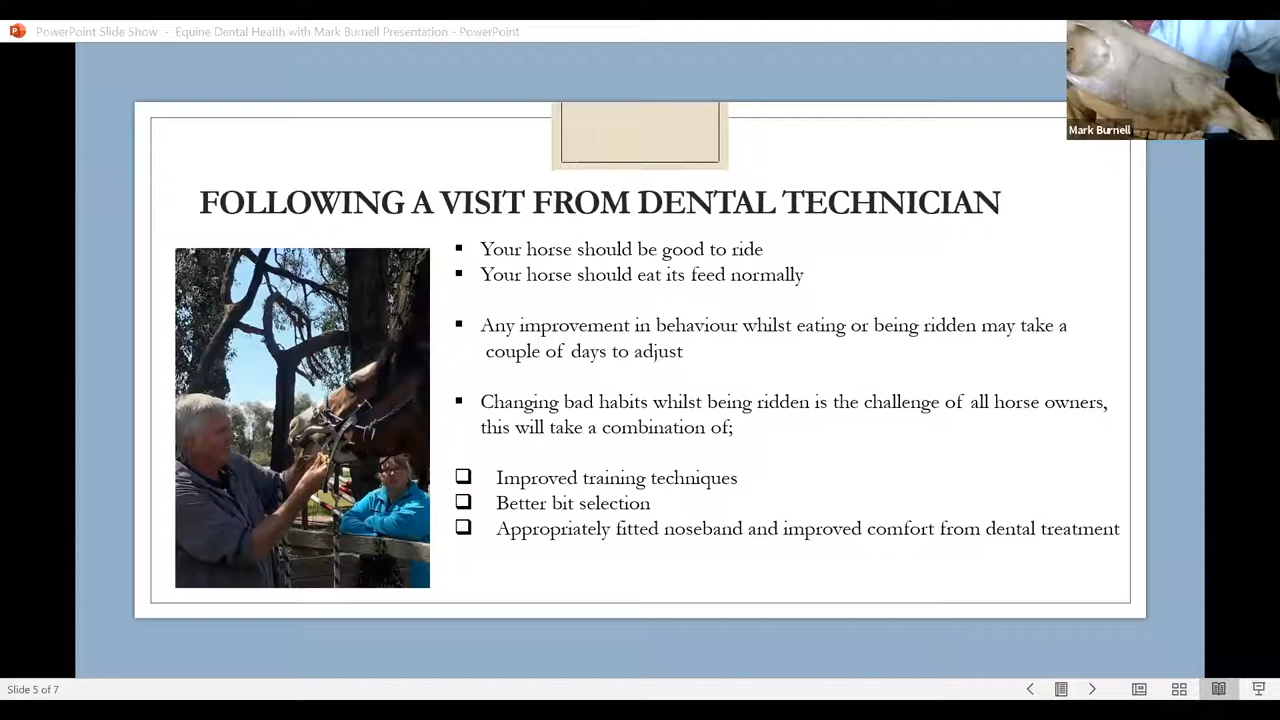 PowerPoint Slide Show - Equine Dental Health with Mark Burnell Presentation - PowerPoint
Mark Burnell
FOLLOWING A VISIT FROM DENTAL TECHNICIAN
▪ Your horse should be good to ride
▪ Your horse should eat its feed normally
▪ Any improvement in behaviour whilst eating or being ridden may take a
couple of days to adjust
▪ Changing bad habits whilst being ridden is the challenge of all horse owners,
this will take a combination of;
❑ Improved training techniques
❑ Better bit selection
❑ Appropriately fitted noseband and improved comfort from dental treatment
Slide 5 of 7